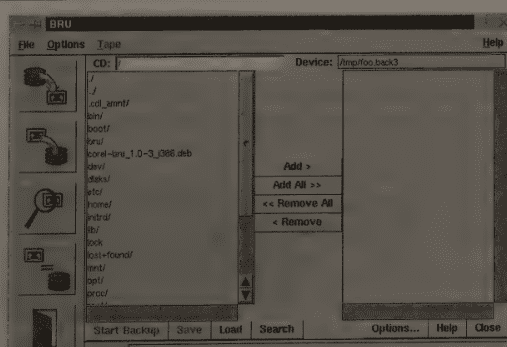 BRU
File Options Tape Help
CD: / Device: /tmp/foo.back3
./
../
.cdl_amnt/
bin/
boot/
bru/
corel-bru_1.0-3_i386.deb
dev/
disks/
etc/
home/
initrd/
lib/
lock
lost+found/
mnt/
opt/
proc/
Add >
Add All >>
<< Remove All
< Remove
Start Backup Save Load Search Options... Help Close